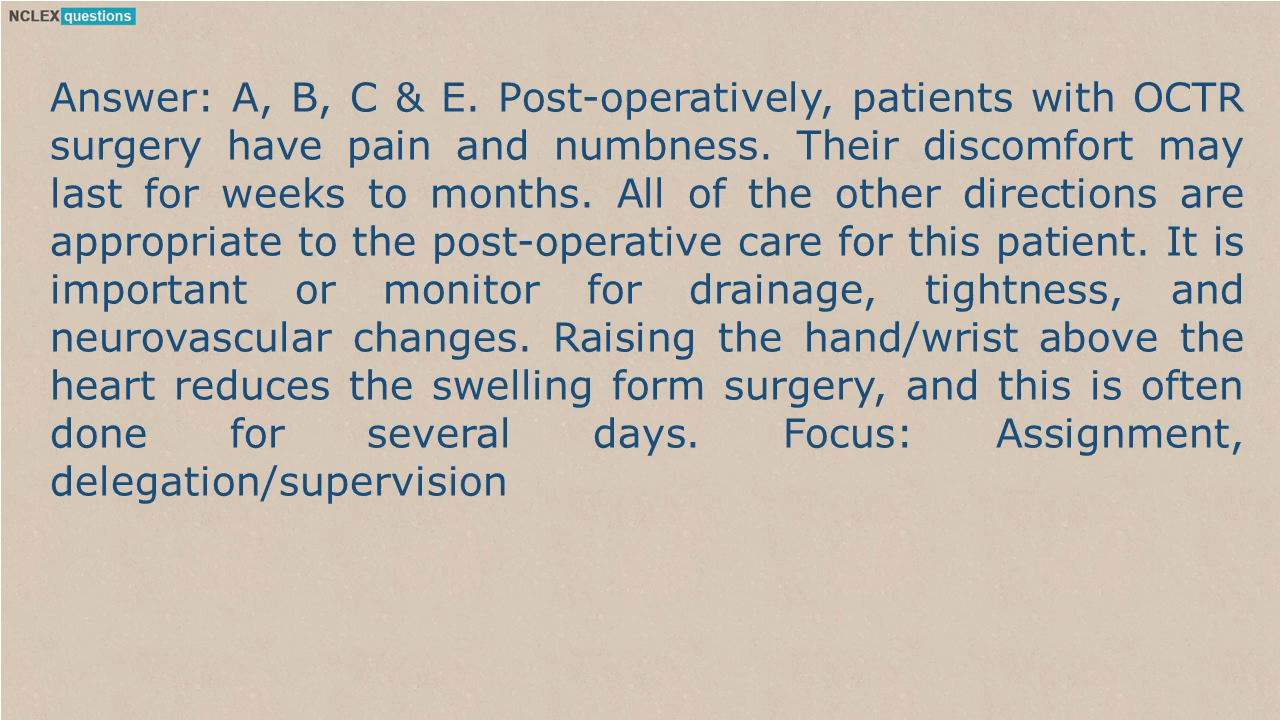 NCLEX questions
Answer: A, B, C & E. Post-operatively, patients with OCTR
surgery have pain and numbness. Their discomfort may
last for weeks to months. All of the other directions are
appropriate to the post-operative care for this patient. It is
important or monitor for drainage, tightness, and
neurovascular changes. Raising the hand/wrist above the
heart reduces the swelling form surgery, and this is often
done for several days. Focus: Assignment,
delegation/supervision